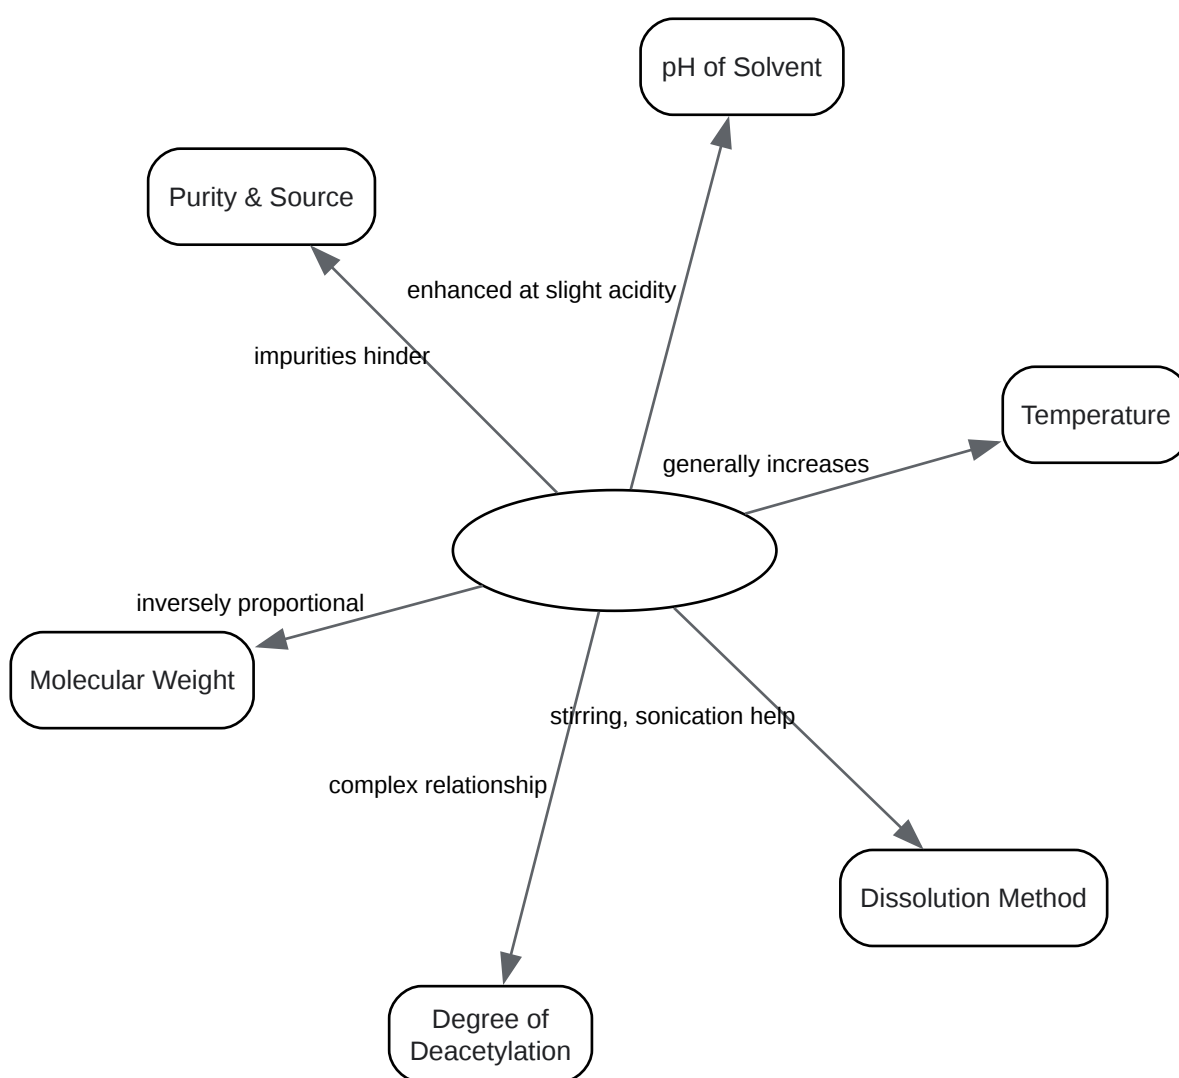 pH of Solvent
Purity & Source
enhanced at slight acidity
impurities hinder
Temperature
generally increases
inversely proportional
Molecular Weight
stirring, sonication help
complex relationship
Dissolution Method
Degree of
Deacetylation